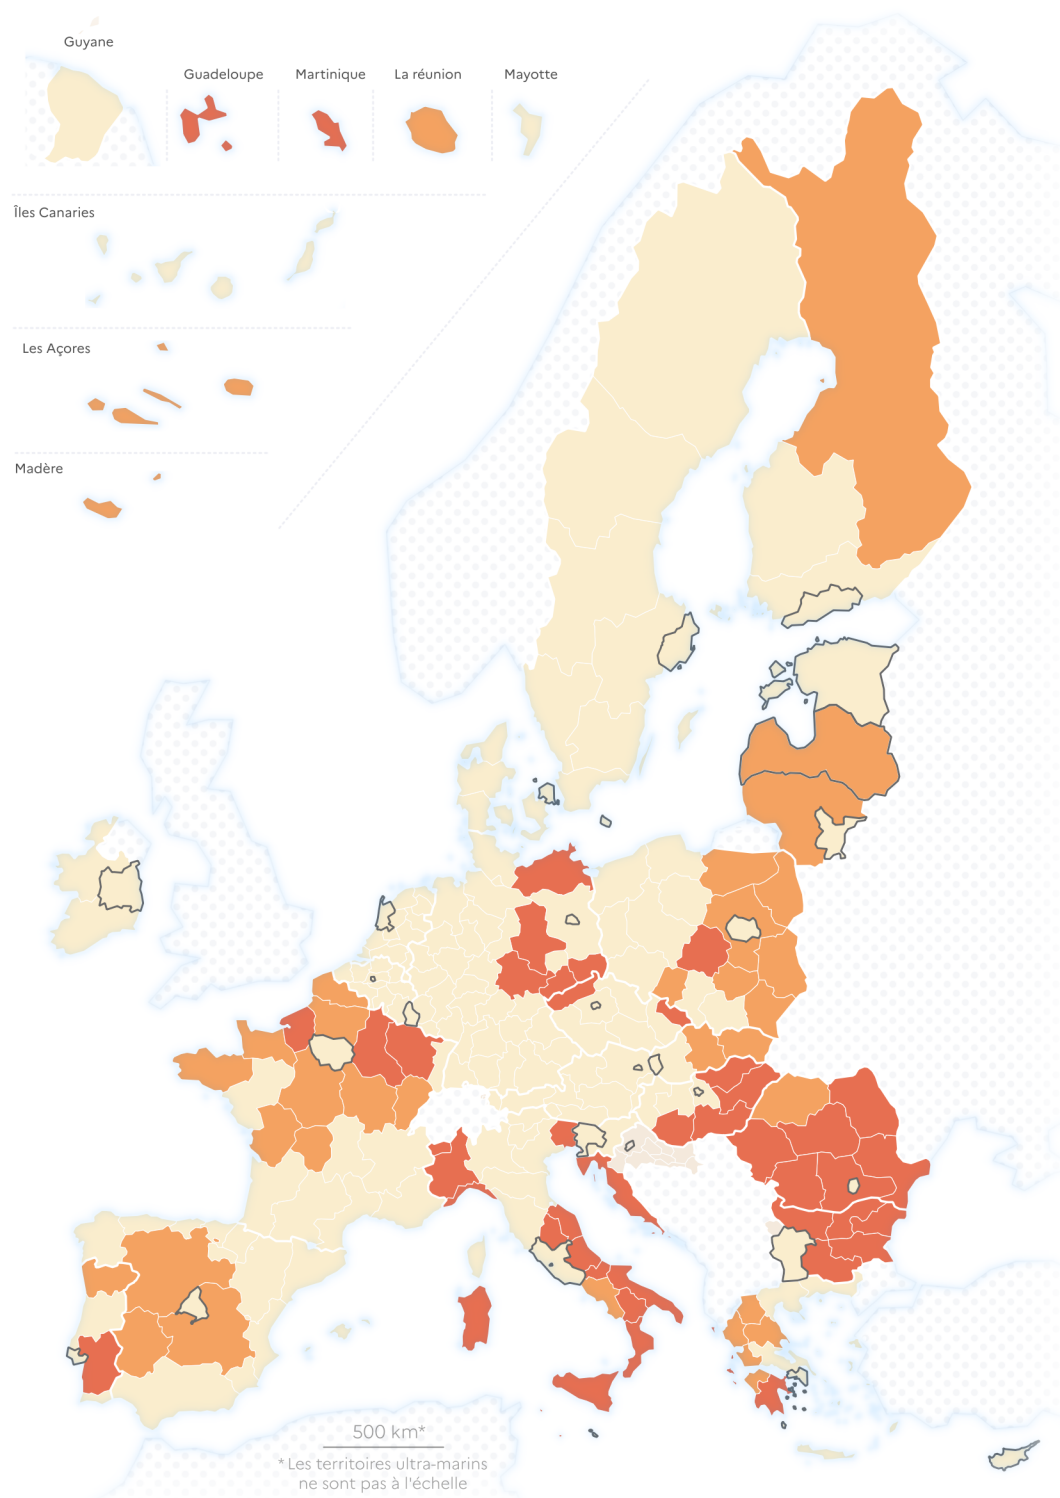 Guyane
Guadeloupe
Martinique
La réunion
Mayotte
Îles Canaries
Les Açores
Madère
500 km*
* Les territoires ultra-marins
ne sont pas à l'échelle